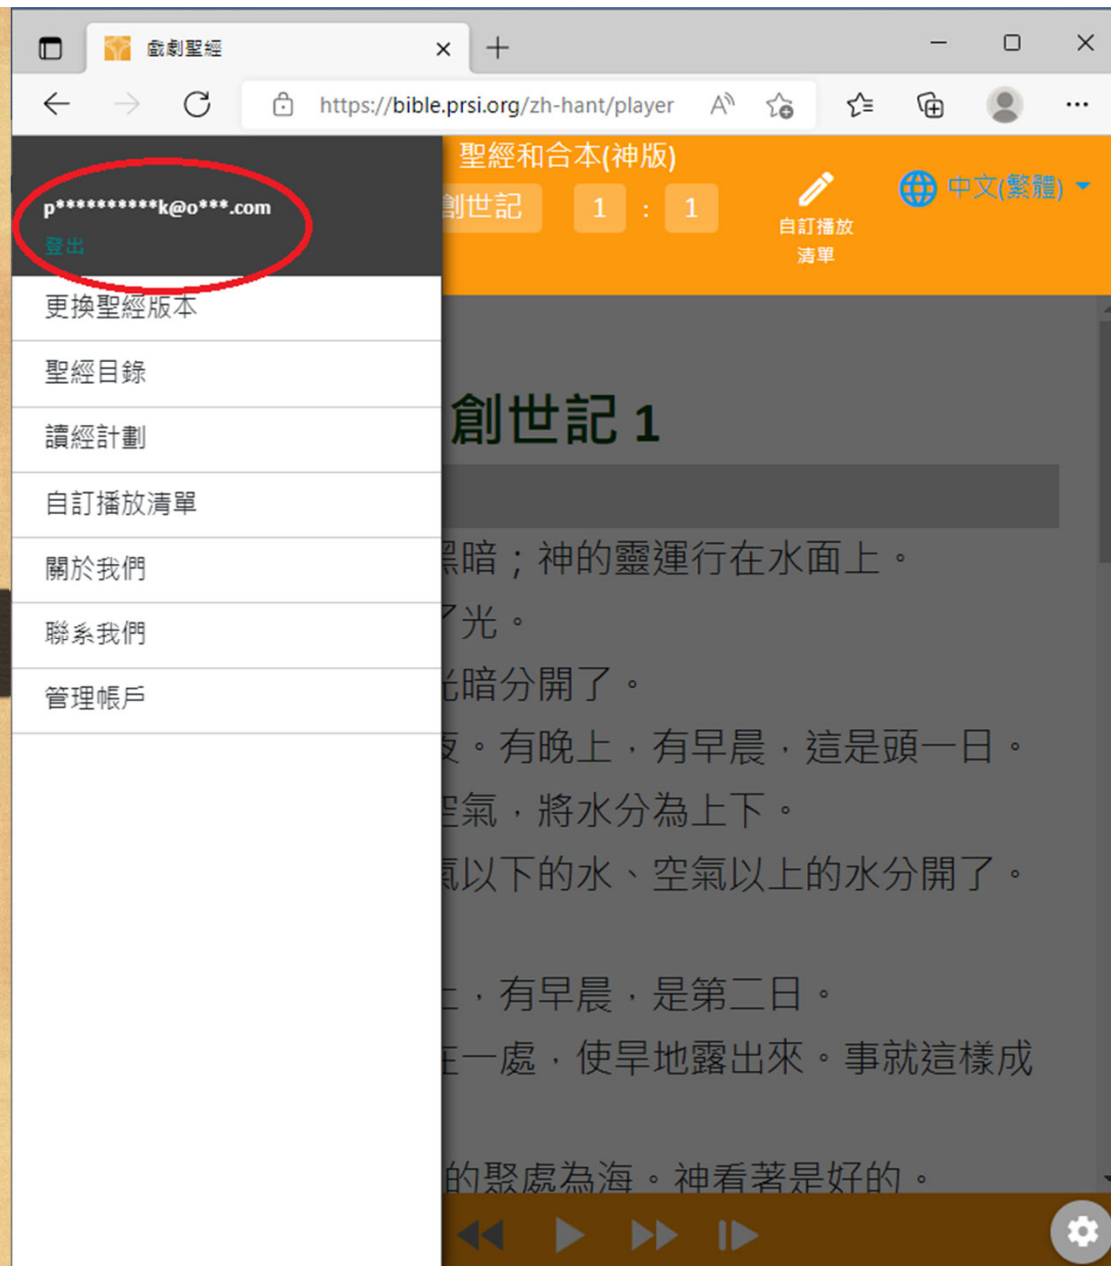 戲劇聖經
https://bible.prsi.org/zh-hant/player
聖經和合本(神版)
創世記 1 : 1
自訂播放
清單
中文(繁體)
p**********k@o***.com
登出
更換聖經版本
聖經目錄
讀經計劃
自訂播放清單
關於我們
聯系我們
管理帳戶
創世記 1
黑暗；神的靈運行在水面上。
了光。
光暗分開了。
夜。有晚上，有早晨，這是頭一日。
空氣，將水分為上下。
氣以下的水、空氣以上的水分開了。
上，有早晨，是第二日。
在一處，使旱地露出來。事就這樣成
的聚處為海。神看著是好的。